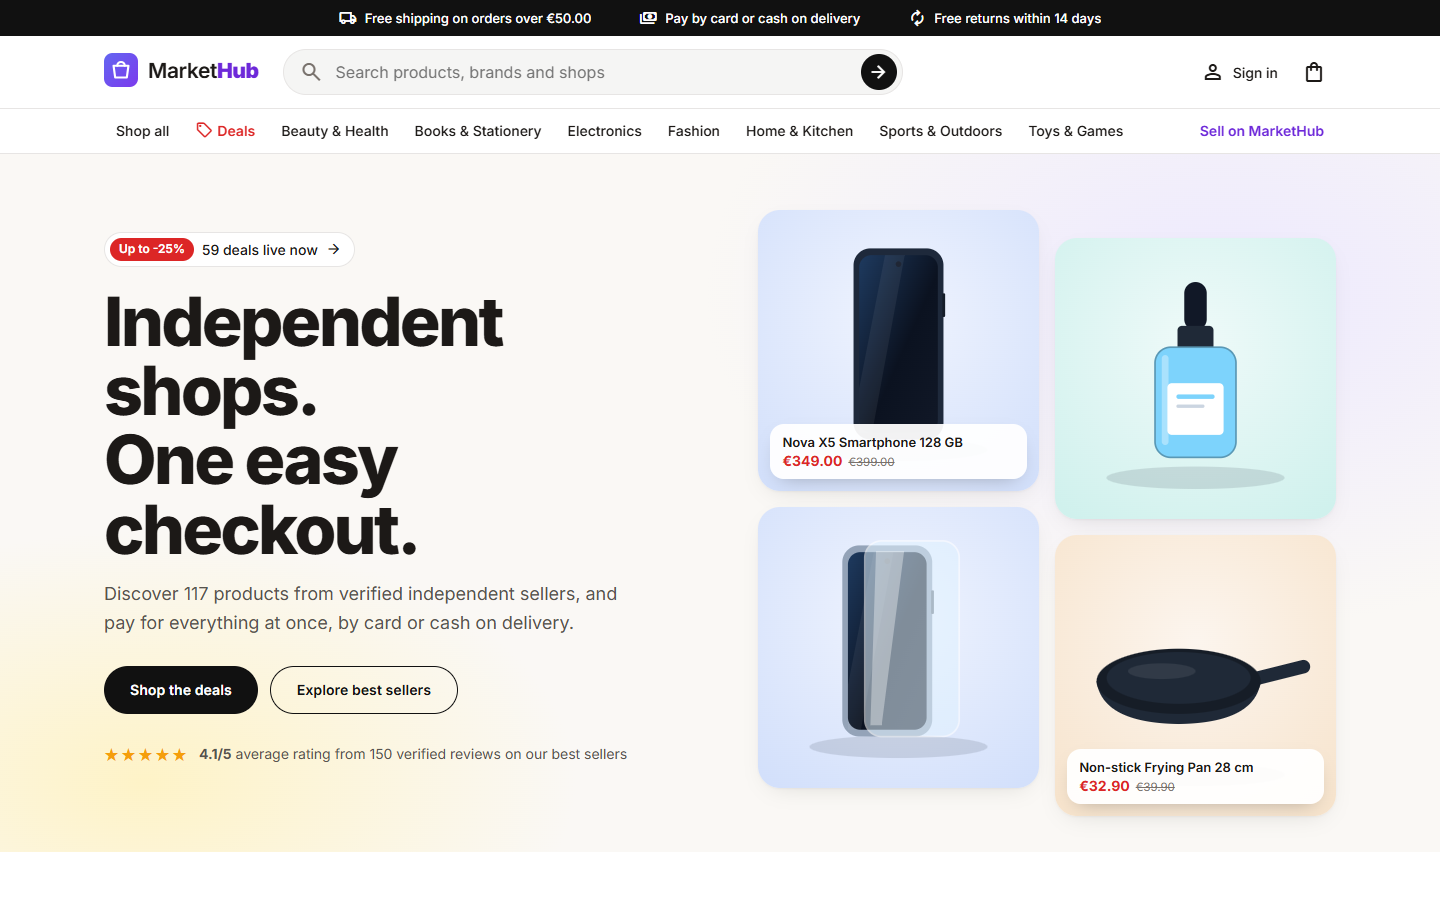 Free shipping on orders over €50.00
Pay by card or cash on delivery
Free returns within 14 days
MarketHub
Search products, brands and shops
Sign in
Shop all
Deals
Beauty & Health
Books & Stationery
Electronics
Fashion
Home & Kitchen
Sports & Outdoors
Toys & Games
Sell on MarketHub
Up to -25%
59 deals live now
Independent
shops.
One easy
checkout.
Discover 117 products from verified independent sellers, and
pay for everything at once, by card or cash on delivery.
Shop the deals
Explore best sellers
4.1/5 average rating from 150 verified reviews on our best sellers
Nova X5 Smartphone 128 GB
€349.00 €399.00
Non-stick Frying Pan 28 cm
€32.90 €39.90